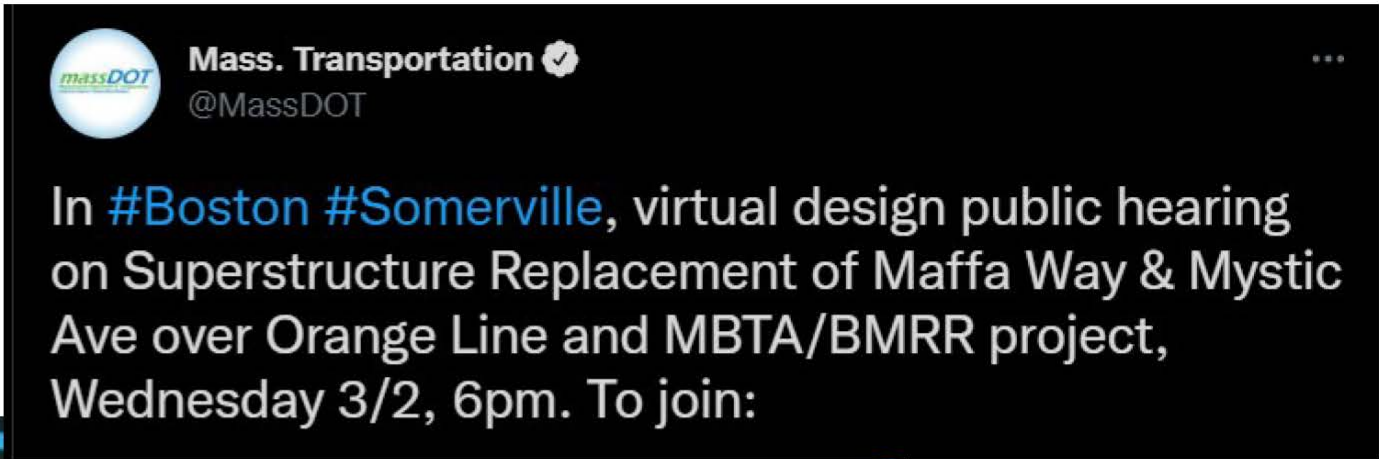 massDOT
Mass. Transportation
@MassDOT
In #Boston #Somerville, virtual design public hearing
on Superstructure Replacement of Maffa Way & Mystic
Ave over Orange Line and MBTA/BMRR project,
Wednesday 3/2, 6pm. To join: